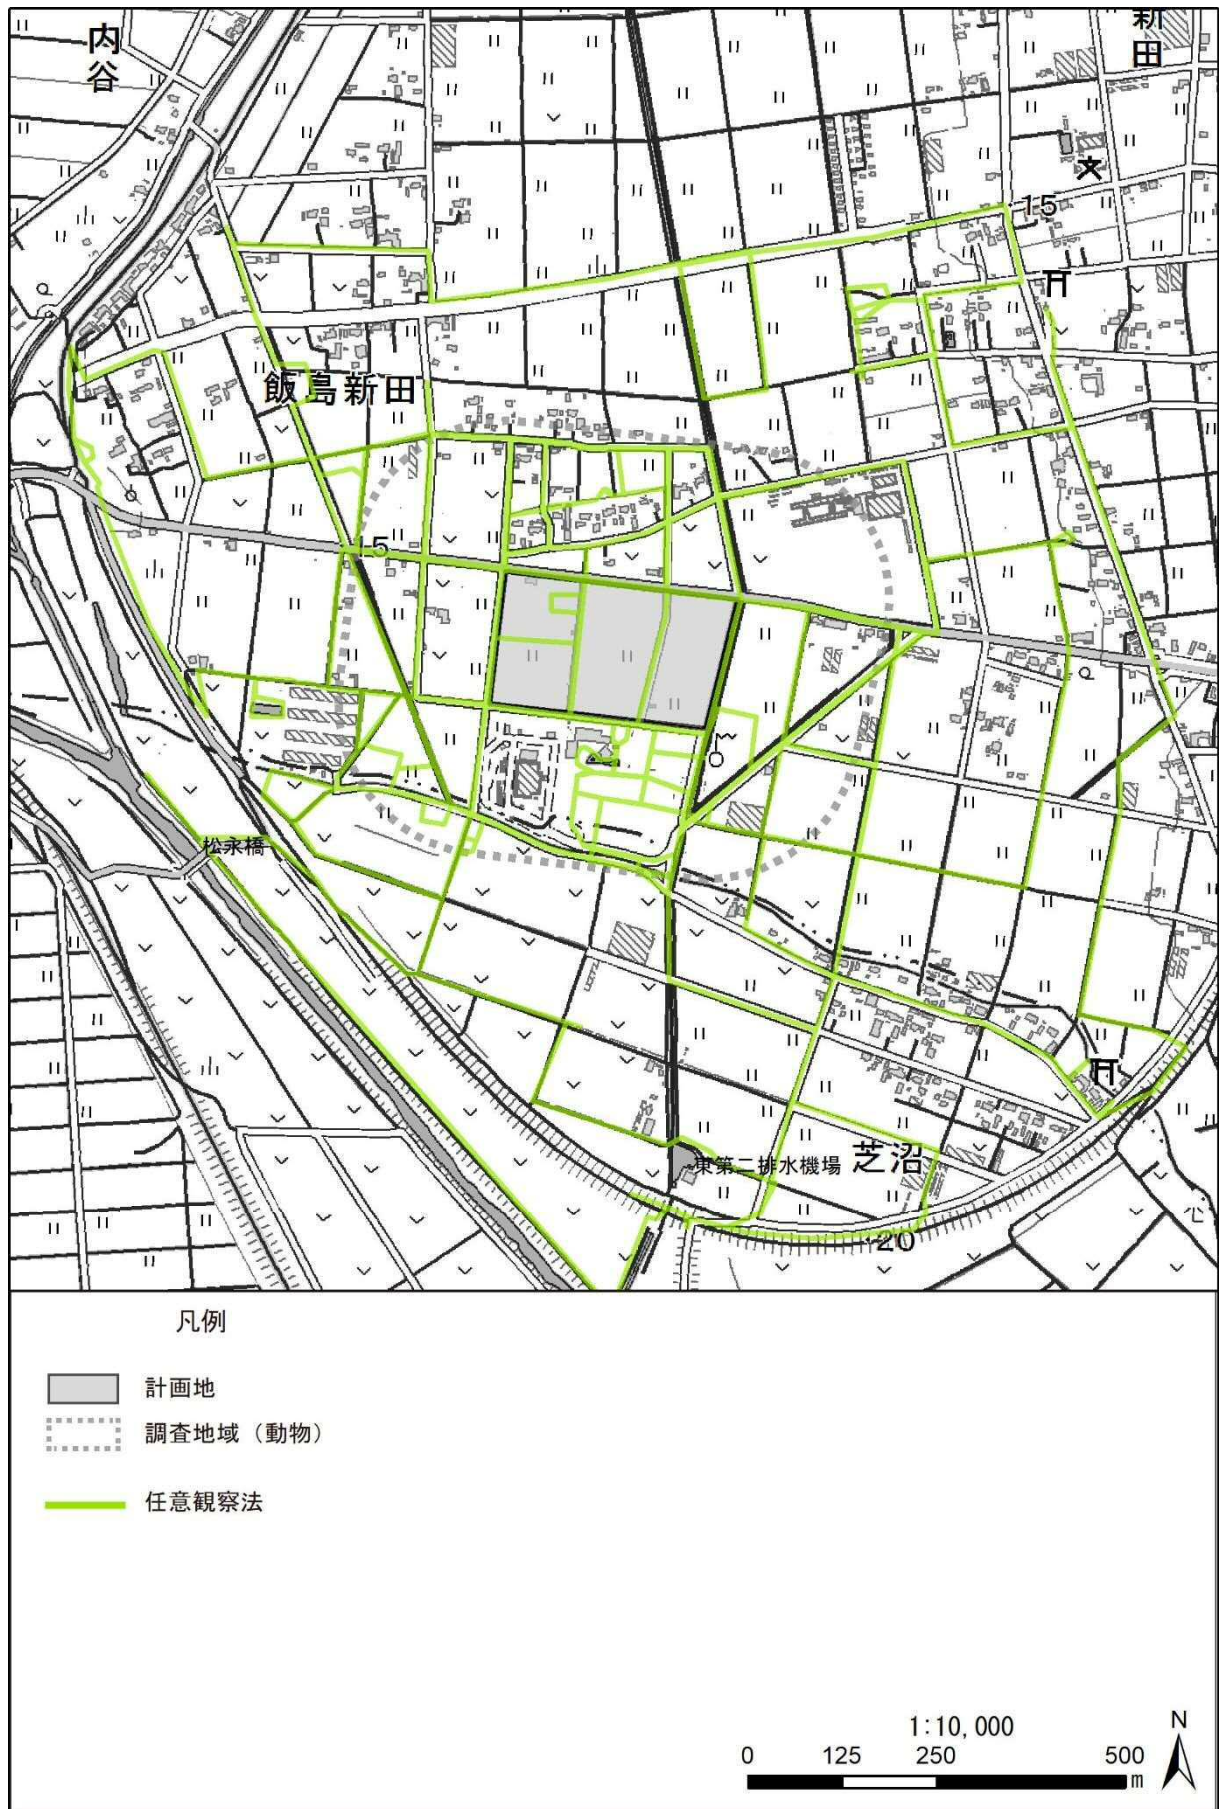 内谷
新田
15
飯島新田
15
松永橋
東第二排水機場
芝沼
20
凡例
計画地
調査地域（動物）
任意観察法
1:10,000
N
0 125 250 500
m